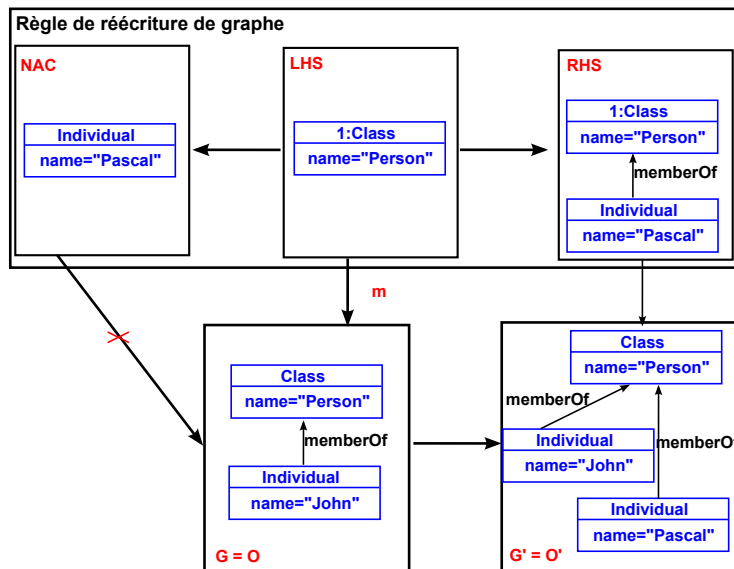 Règle de réécriture de graphe
NAC
Individual
name="Pascal"
LHS
1:Class
name="Person"
RHS
1:Class
name="Person"
memberOf
Individual
name="Pascal"
m
Class
name="Person"
memberOf
Individual
name="John"
G = O
Class
name="Person"
memberOf
memberOf
Individual
name="John"
Individual
name="Pascal"
G' = O'